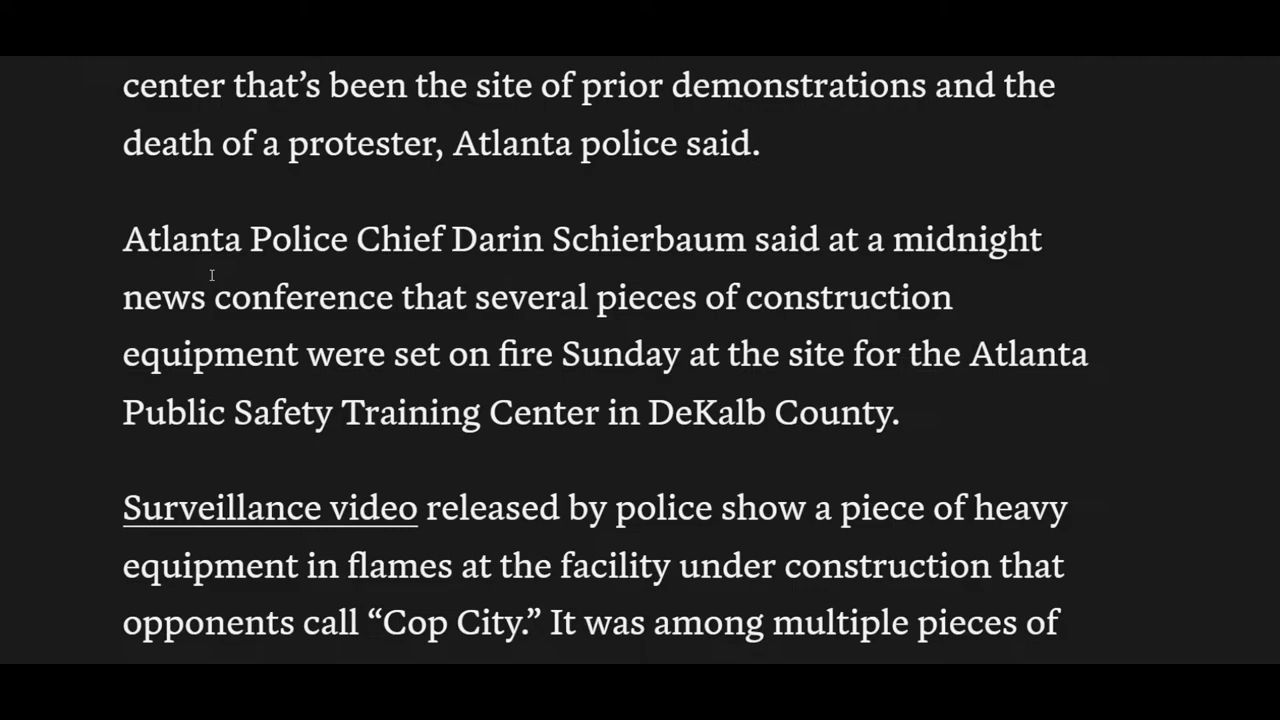 center that’s been the site of prior demonstrations and the
death of a protester, Atlanta police said.
Atlanta Police Chief Darin Schierbaum said at a midnight
news conference that several pieces of construction
equipment were set on fire Sunday at the site for the Atlanta
Public Safety Training Center in DeKalb County.
Surveillance video released by police show a piece of heavy
equipment in flames at the facility under construction that
opponents call “Cop City.” It was among multiple pieces of